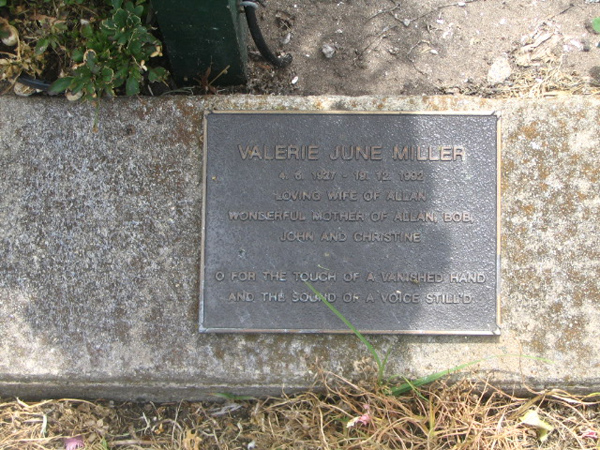 VALERIE JUNE MILLER
4. 6. 1927 - 19. 12. 1992
LOVING WIFE OF ALLAN
WONDERFUL MOTHER OF ALLAN, BOB,
JOHN AND CHRISTINE
O FOR THE TOUCH OF A VANISHED HAND
AND THE SOUND OF A VOICE STILL'D